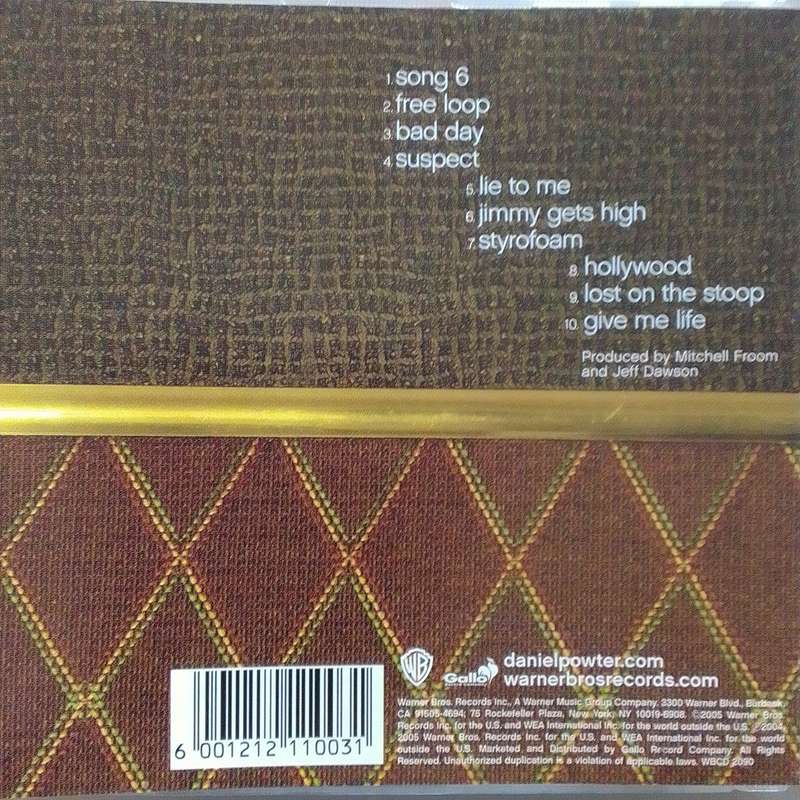 1. song 6
2. free loop
3. bad day
4. suspect
5. lie to me
6. jimmy gets high
7. styrofoam
8. hollywood
9. lost on the stoop
10. give me life
Produced by Mitchell Froom
and Jeff Dawson
WB
Gallo
danielpowter.com
warnerbrosrecords.com
Warner Bros. Records Inc., A Warner Music Group Company. 3300 Warner Blvd., Burbank,
CA 91505-4694; 75 Rockefeller Plaza, New York, NY 10019-6908. ©2005 Warner Bros.
Records Inc. for the U.S. and WEA International Inc. for the world outside the U.S. ℗2004,
2005 Warner Bros. Records Inc. for the U.S. and WEA International Inc. for the world
outside the U.S. Marketed and Distributed by Gallo Record Company. All Rights
Reserved. Unauthorized duplication is a violation of applicable laws. WBCD 2090
6 001212 110031